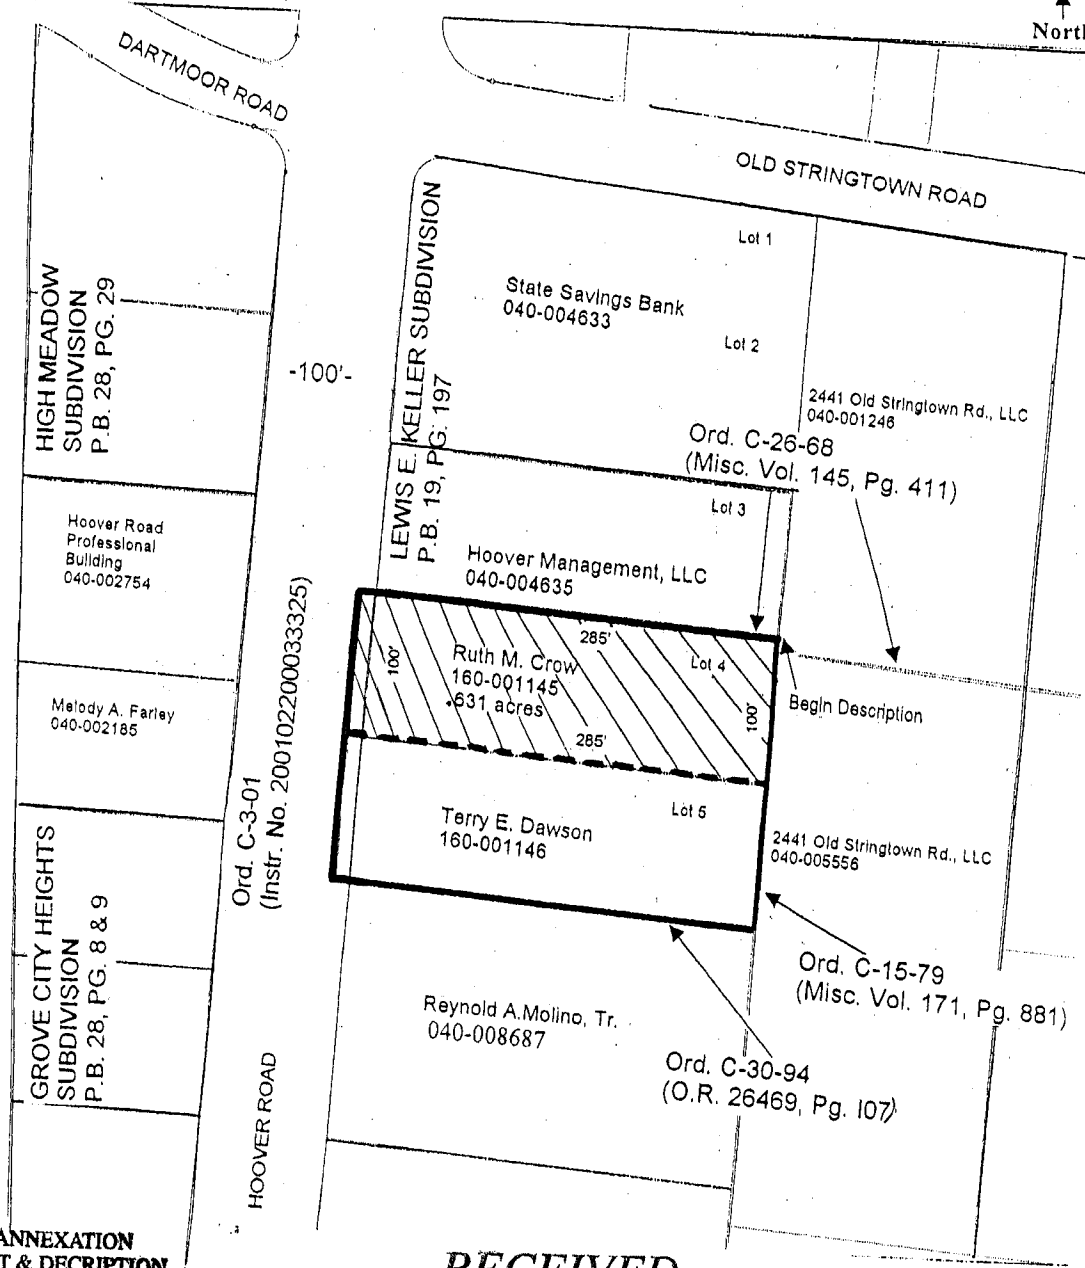 North
DARTMOOR ROAD
OLD STRINGTOWN ROAD
HIGH MEADOW
SUBDIVISION
P.B. 28, PG. 29
LEWIS E. KELLER SUBDIVISION
P.B. 19, PG. 197
Lot 1
State Savings Bank
040-004633
Lot 2
-100'-
2441 Old Stringtown Rd., LLC
040-001246
Ord. C-26-68
(Misc. Vol. 145, Pg. 411)
Lot 3
Hoover Road
Professional
Building
040-002754
Hoover Management, LLC
040-004635
285'
Ruth M. Crow
160-001145
.631 acres
100'
Lot 4
100'
285'
Begin Description
Melody A. Farley
040-002185
Ord. C-3-01
(Instr. No. 200102200033325)
Lot 5
Terry E. Dawson
160-001146
2441 Old Stringtown Rd., LLC
040-005556
GROVE CITY HEIGHTS
SUBDIVISION
P.B. 28, PG. 8 & 9
Ord. C-15-79
(Misc. Vol. 171, Pg. 881)
Reynold A.Molino, Tr.
040-008687
Ord. C-30-94
(O.R. 26469, Pg. I07)
HOOVER ROAD
ANNEXATION
T & DECRIPTION
RECEIVED